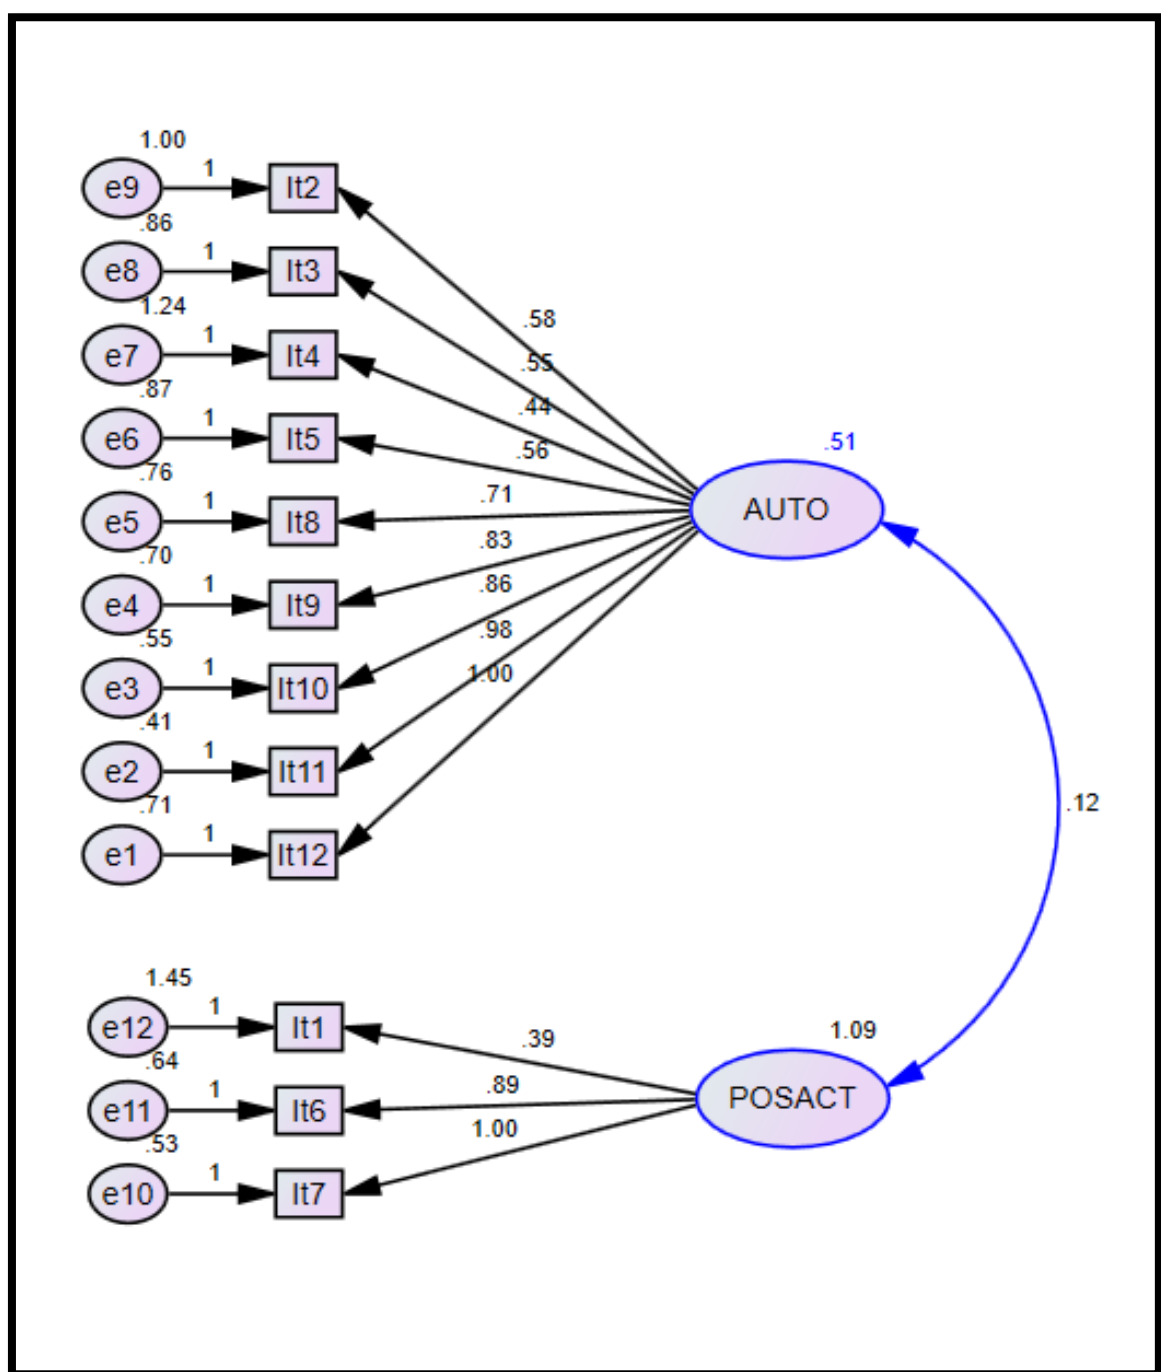 1.00
e9 1 It2
.86
e8 1 It3
1.24
e7 1 It4
.87
e6 1 It5
.76
e5 1 It8
.70
e4 1 It9
.55
e3 1 It10
.41
e2 1 It11
.71
e1 1 It12
.58
.55
.44
.56
.71
.83
.86
.98
1.00
.51
AUTO
.12
1.45
e12 1 It1
.64
e11 1 It6
.53
e10 1 It7
.39
.89
1.00
1.09
POSACT